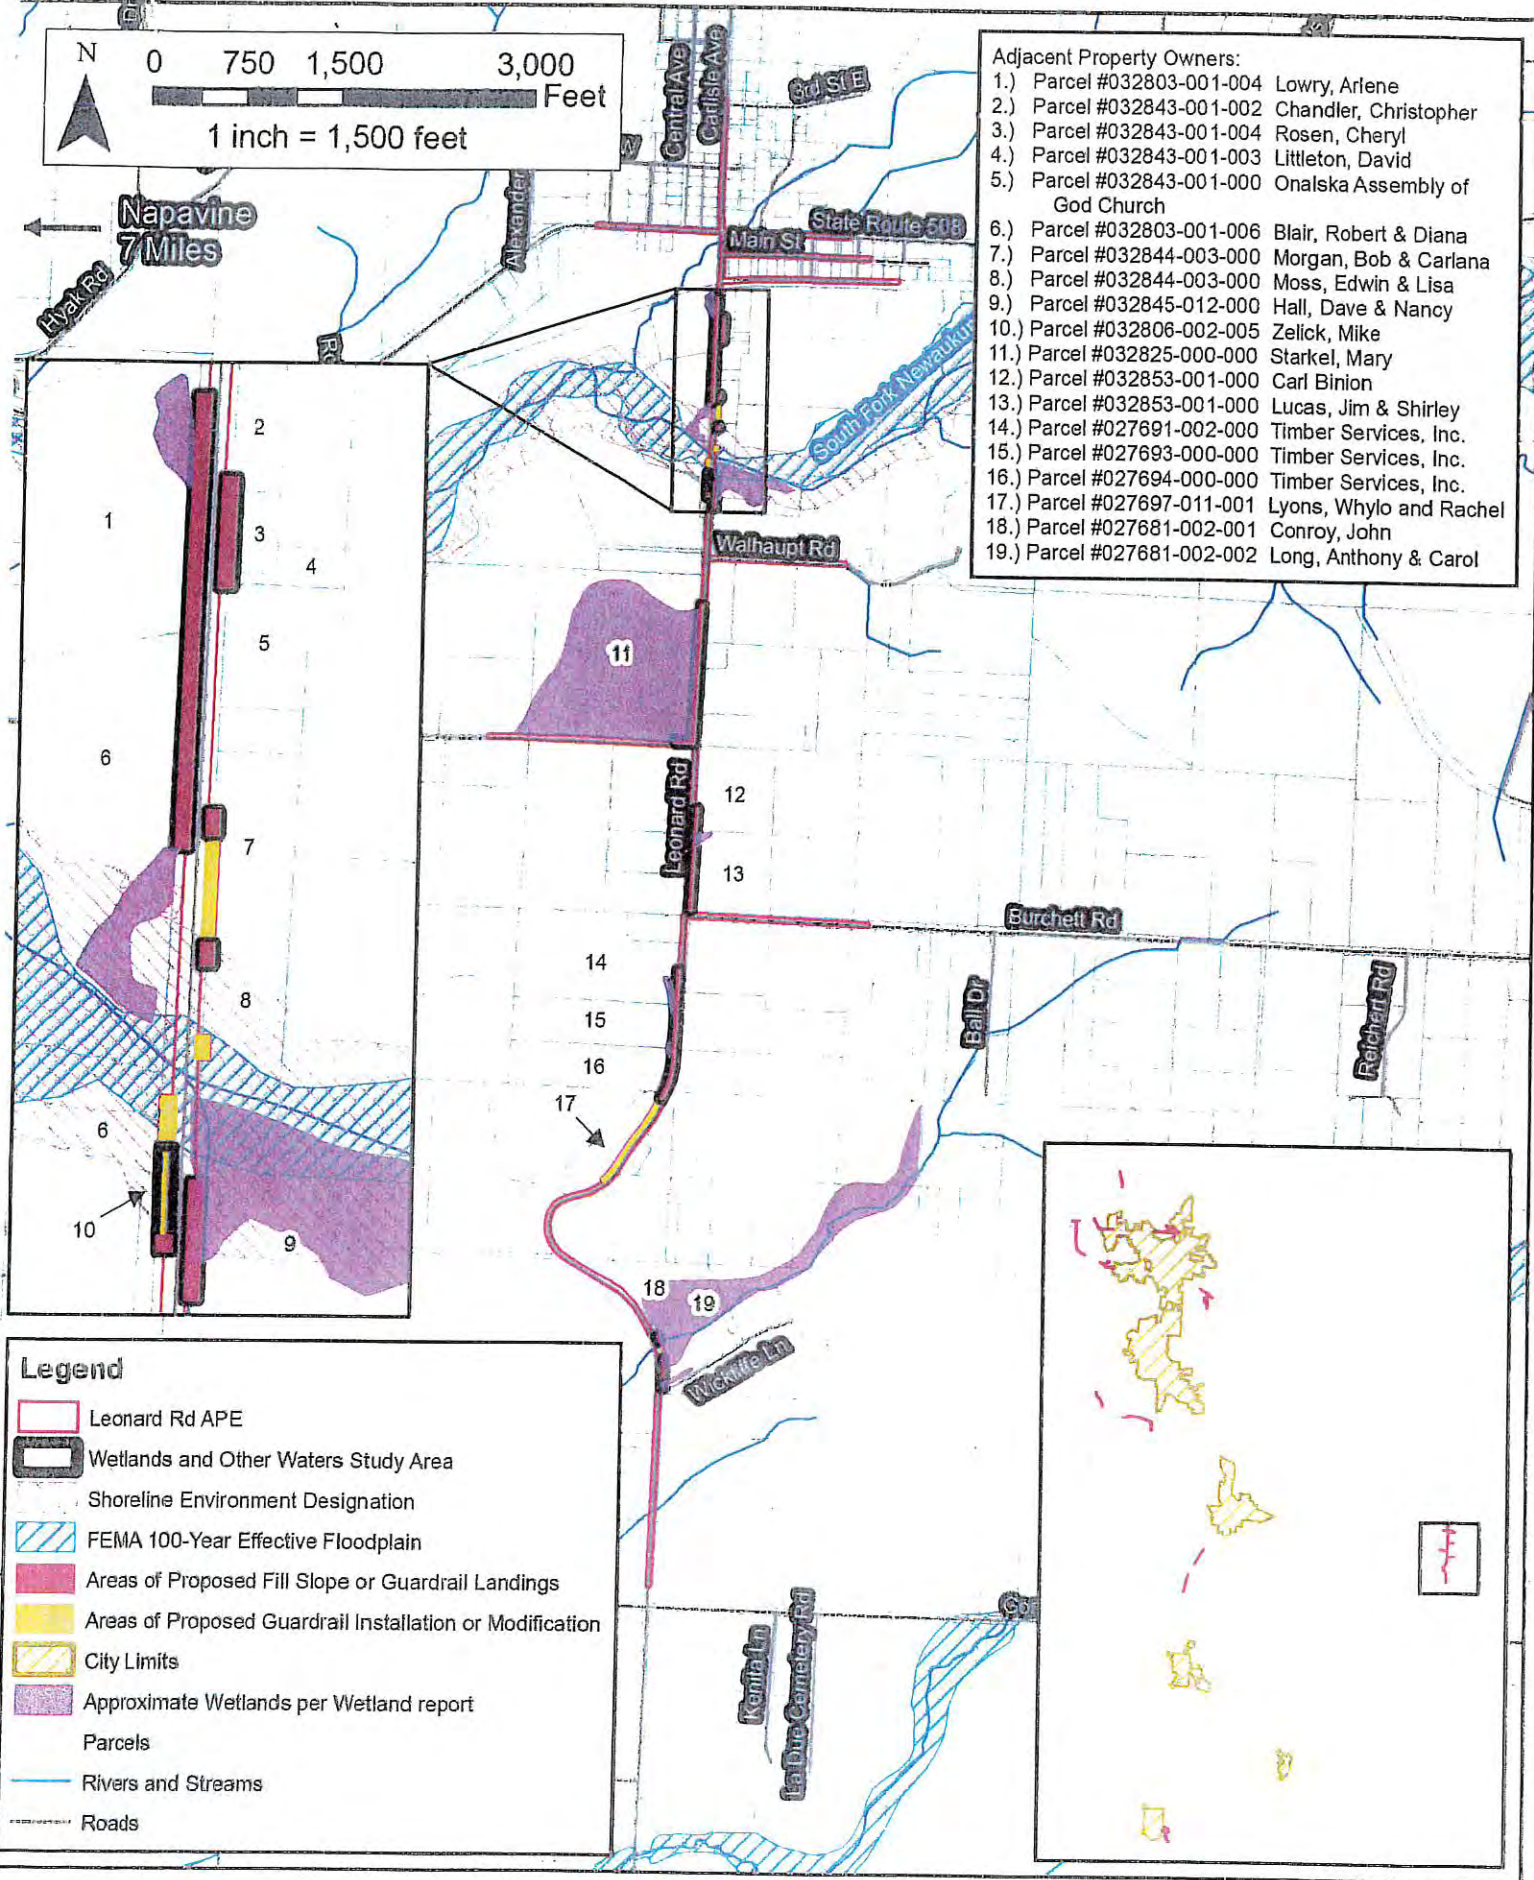 N
0 750 1,500 3,000
Feet
1 inch = 1,500 feet
Central Ave
Carlisle Ave
3rd St E
Adjacent Property Owners:
1.) Parcel #032803-001-004 Lowry, Arlene
2.) Parcel #032843-001-002 Chandler, Christopher
3.) Parcel #032843-001-004 Rosen, Cheryl
4.) Parcel #032843-001-003 Littleton, David
5.) Parcel #032843-001-000 Onalska Assembly of
God Church
6.) Parcel #032803-001-006 Blair, Robert & Diana
7.) Parcel #032844-003-000 Morgan, Bob & Carlana
8.) Parcel #032844-003-000 Moss, Edwin & Lisa
9.) Parcel #032845-012-000 Hall, Dave & Nancy
10.) Parcel #032806-002-005 Zelick, Mike
11.) Parcel #032825-000-000 Starkel, Mary
12.) Parcel #032853-001-000 Carl Binion
13.) Parcel #032853-001-000 Lucas, Jim & Shirley
14.) Parcel #027691-002-000 Timber Services, Inc.
15.) Parcel #027693-000-000 Timber Services, Inc.
16.) Parcel #027694-000-000 Timber Services, Inc.
17.) Parcel #027697-011-001 Lyons, Whylo and Rachel
18.) Parcel #027681-002-001 Conroy, John
19.) Parcel #027681-002-002 Long, Anthony & Carol
Napavine
7 Miles
Hyak Rd
Alexander
State Route 508
Main St
South Fork Newaukum
Walhaupt Rd
2
1
3
4
5
6
7
8
6
10
9
11
Leonard Rd
12
13
Burchett Rd
14
15
16
17
Ball Dr
Reichert Rd
18
19
Wickliffe Ln
Kenita Ln
La Due Cemetery Rd
Legend
Leonard Rd APE
Wetlands and Other Waters Study Area
Shoreline Environment Designation
FEMA 100-Year Effective Floodplain
Areas of Proposed Fill Slope or Guardrail Landings
Areas of Proposed Guardrail Installation or Modification
City Limits
Approximate Wetlands per Wetland report
Parcels
Rivers and Streams
Roads